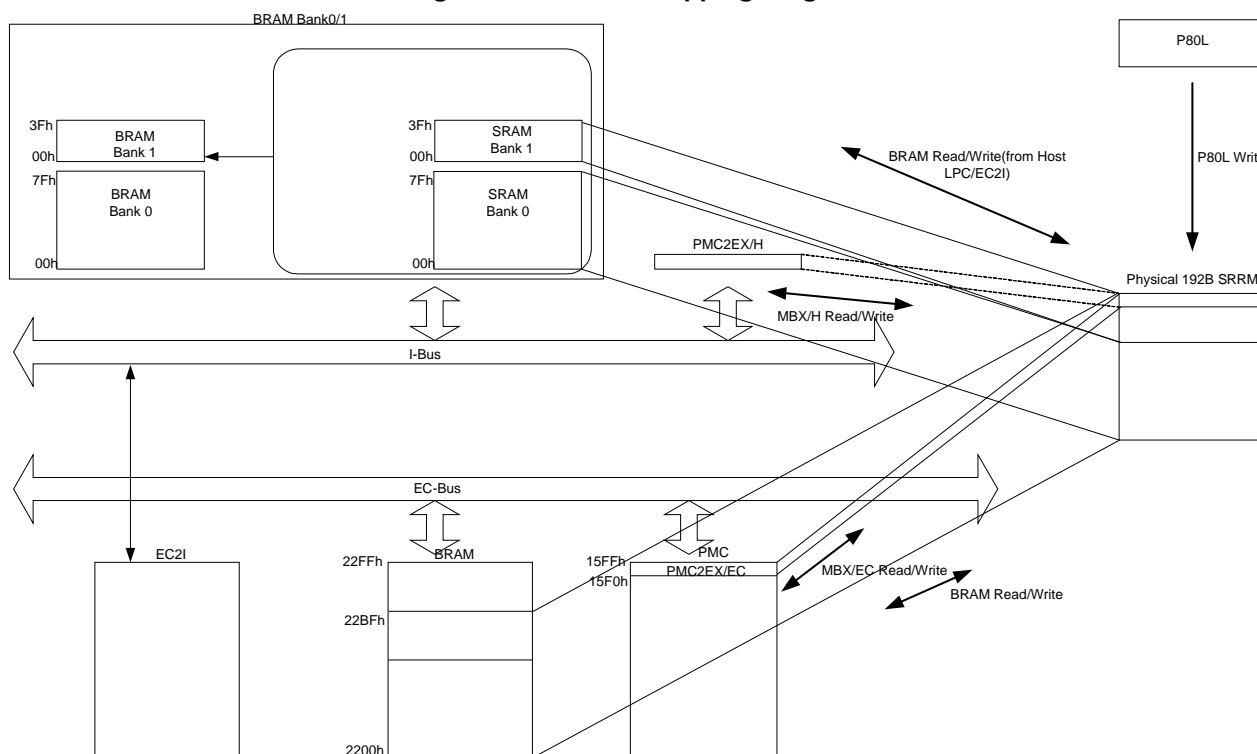 BRAM Bank0/1
P80L
3Fh
BRAM
Bank 1
00h
7Fh
BRAM
Bank 0
00h
3Fh
SRAM
Bank 1
00h
7Fh
SRAM
Bank 0
00h
BRAM Read/Write(from Host
LPC/EC2I)
PMC2EX/H
MBX/H Read/Write
Physical 192B SRRM
I-Bus
EC-Bus
EC2I
BRAM
22FFh
22BFh
2200h
PMC
15FFh
PMC2EX/EC
15F0h
MBX/EC Read/Write
BRAM Read/Write